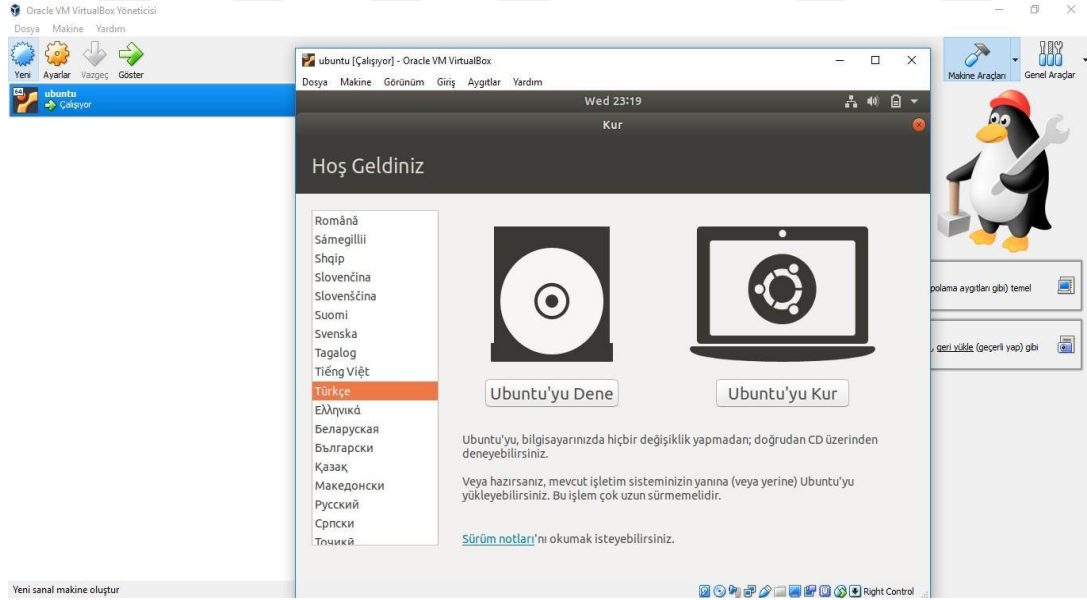 Oracle VM VirtualBox Yöneticisi
Dosya Makine Yardım
Yeni Ayarlar Vazgeç Göster
Makine Araçları Genel Araçlar
64
ubuntu
Çalışıyor
ubuntu [Çalışıyor] - Oracle VM VirtualBox
Dosya Makine Görünüm Giriş Aygıtlar Yardım
Wed 23:19
Kur
Hoş Geldiniz
Română
Sámegillii
Shqip
Slovenčina
Slovenščina
Suomi
Svenska
Tagalog
Tiếng Việt
Türkçe
Ελληνικά
Беларуская
Български
Қазақ
Македонски
Русский
Српски
Тоҷикӣ
Ubuntu'yu Dene
Ubuntu'yu Kur
Ubuntu'yu, bilgisayarınızda hiçbir değişiklik yapmadan; doğrudan CD üzerinden
deneyebilirsiniz.
Veya hazırsanız, mevcut işletim sisteminizin yanına (veya yerine) Ubuntu'yu
yükleyebilirsiniz. Bu işlem çok uzun sürmemelidir.
Sürüm notları'nı okumak isteyebilirsiniz.
polama aygıtları gibi) temel
, geri yükle (geçerli yap) gibi
Right Control
Yeni sanal makine oluştur